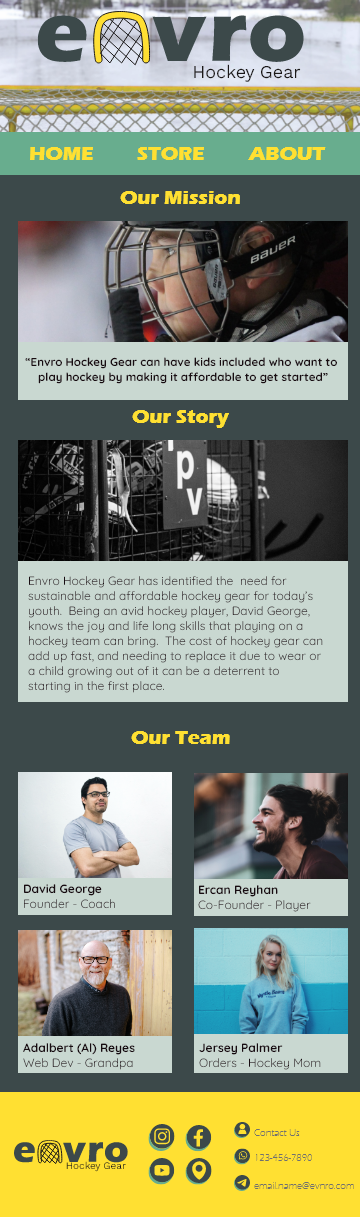 envro
Hockey Gear
HOME STORE ABOUT
Our Mission
BAUER
“Envro Hockey Gear can have kids included who want to
play hockey by making it affordable to get started”
Our Story
pv
Envro Hockey Gear has identified the need for
sustainable and affordable hockey gear for today’s
youth. Being an avid hockey player, David George,
knows the joy and life long skills that playing on a
hockey team can bring. The cost of hockey gear can
add up fast, and needing to replace it due to wear or
a child growing out of it can be a deterrent to
starting in the first place.
Our Team
David George
Founder - Coach
Ercan Reyhan
Co-Founder - Player
Adalbert (Al) Reyes
Web Dev - Grandpa
Jersey Palmer
Orders - Hockey Mom
envro
Hockey Gear
Contact Us
123-456-7890
email.name@evnro.com